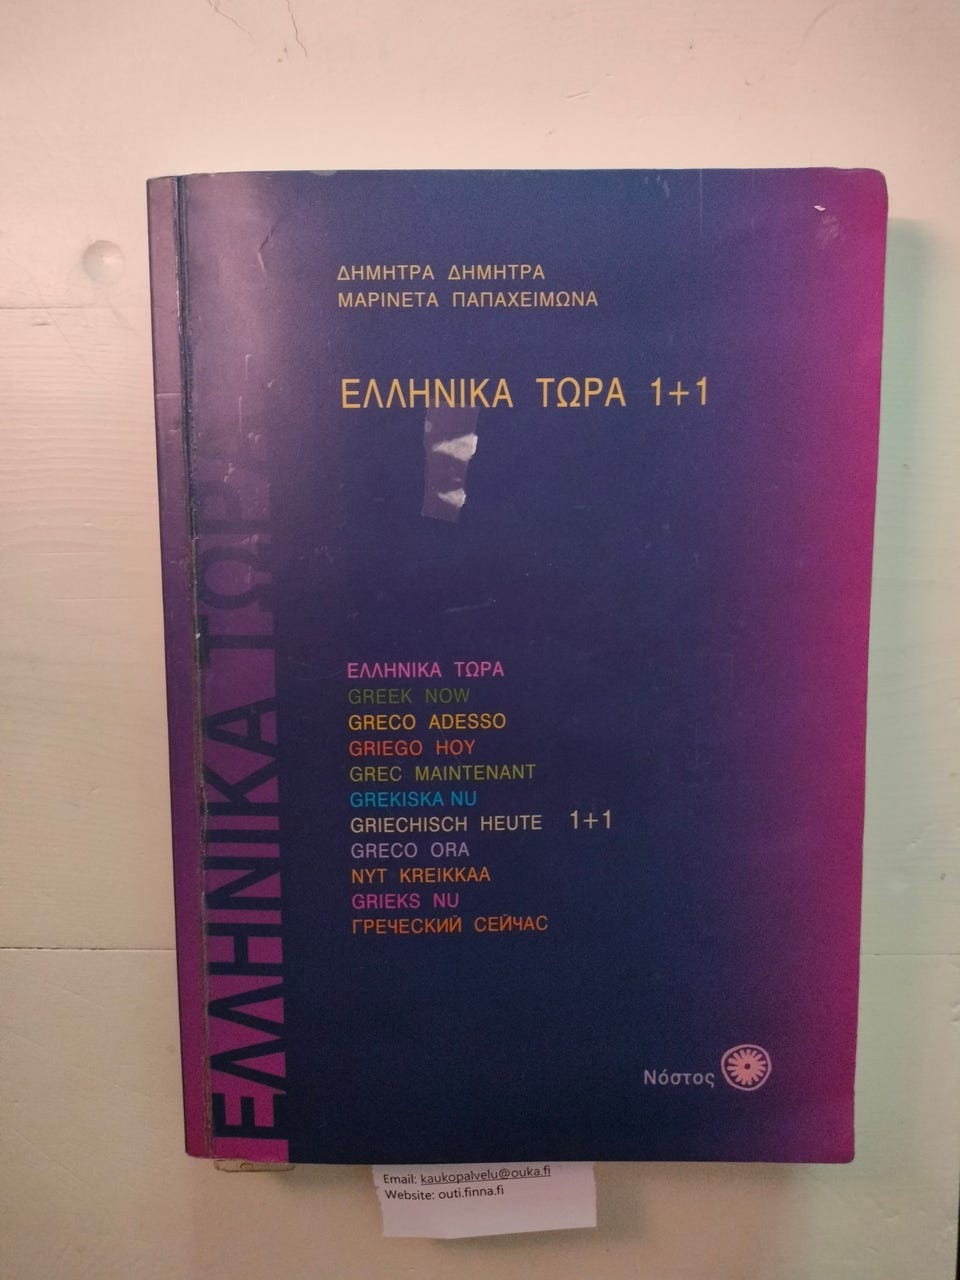 ΔΗΜΗΤΡΑ ΔΗΜΗΤΡΑ
ΜΑΡΙΝΕΤΑ ΠΑΠΑΧΕΙΜΩΝΑ
ΕΛΛΗΝΙΚΑ ΤΩΡΑ 1+1
ΕΛΛΗΝΙΚΑ ΤΩΡΑ
ΕΛΛΗΝΙΚΑ ΤΩΡΑ
GREEK NOW
GRECO ADESSO
GRIEGO HOY
GREC MAINTENANT
GREKISKA NU
GRIECHISCH HEUTE 1+1
GRECO ORA
NYT KREIKKAA
GRIEKS NU
ГРЕЧЕСКИЙ СЕЙЧАС
Νόστος
Email: kaukopalvelu@ouka.fi
Website: outi.finna.fi